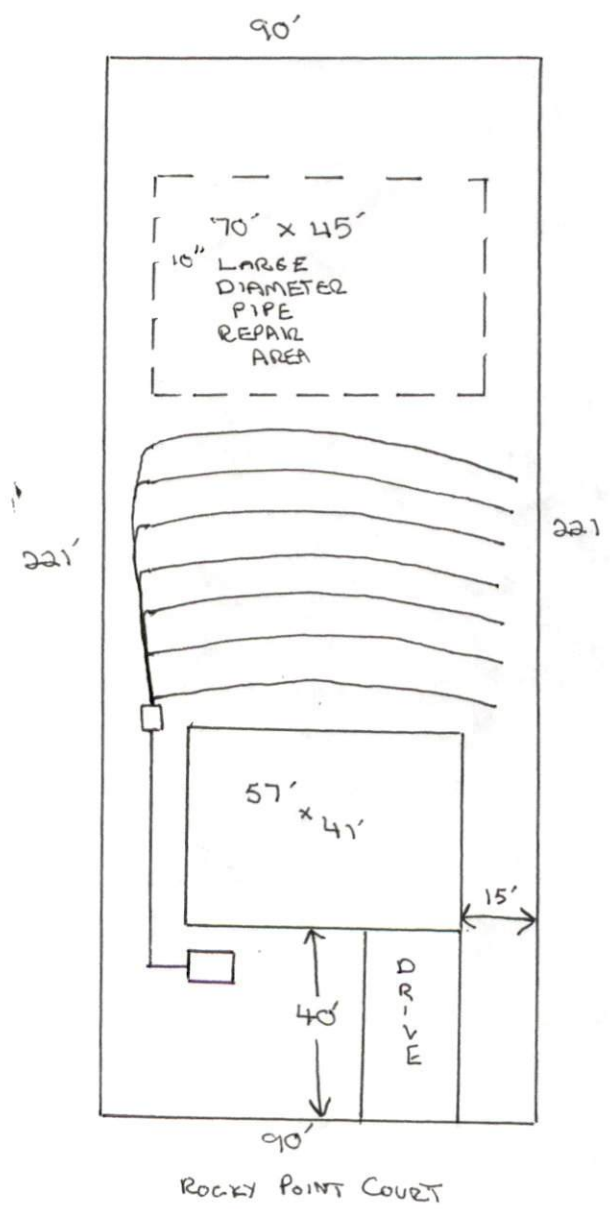 90'
70' x 45'
10" LARGE
DIAMETER
PIPE
REPAIR
AREA
221'
221
57'
x 41'
15'
40'
DRIVE
90'
ROCKY POINT COURT